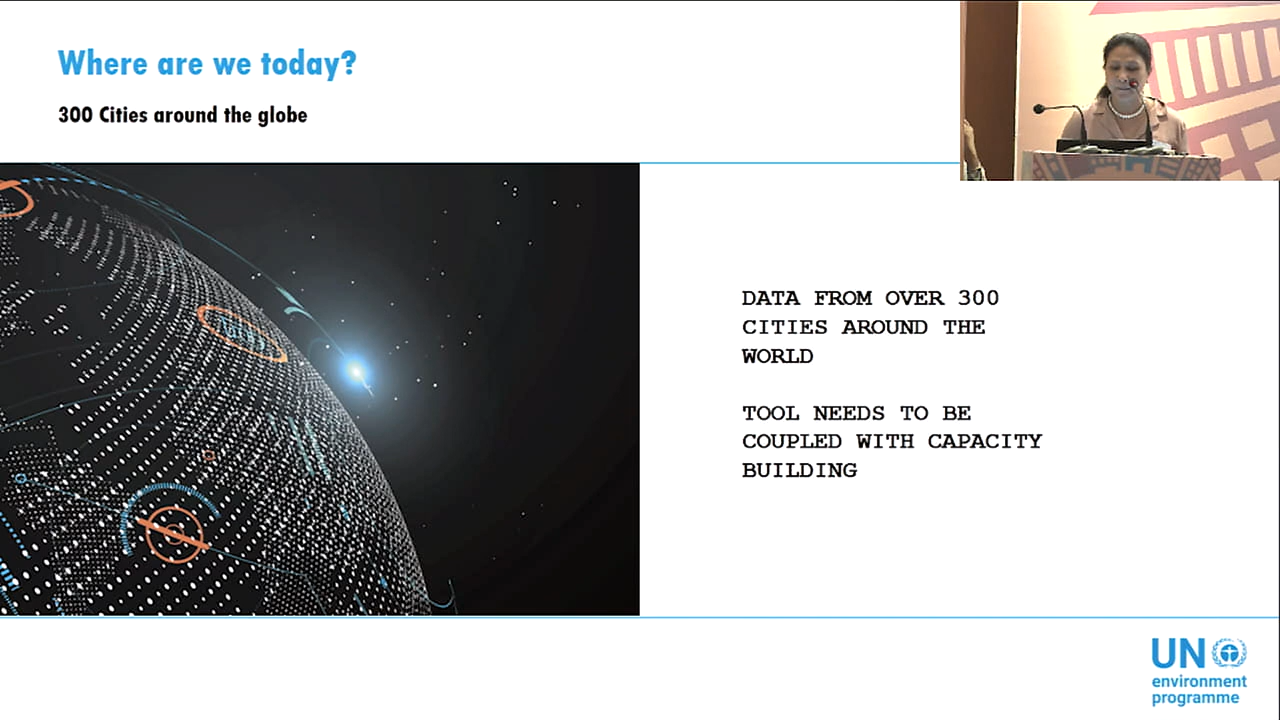 Where are we today?
300 Cities around the globe
DATA FROM OVER 300
CITIES AROUND THE
WORLD
TOOL NEEDS TO BE
COUPLED WITH CAPACITY
BUILDING
UN
environment
programme